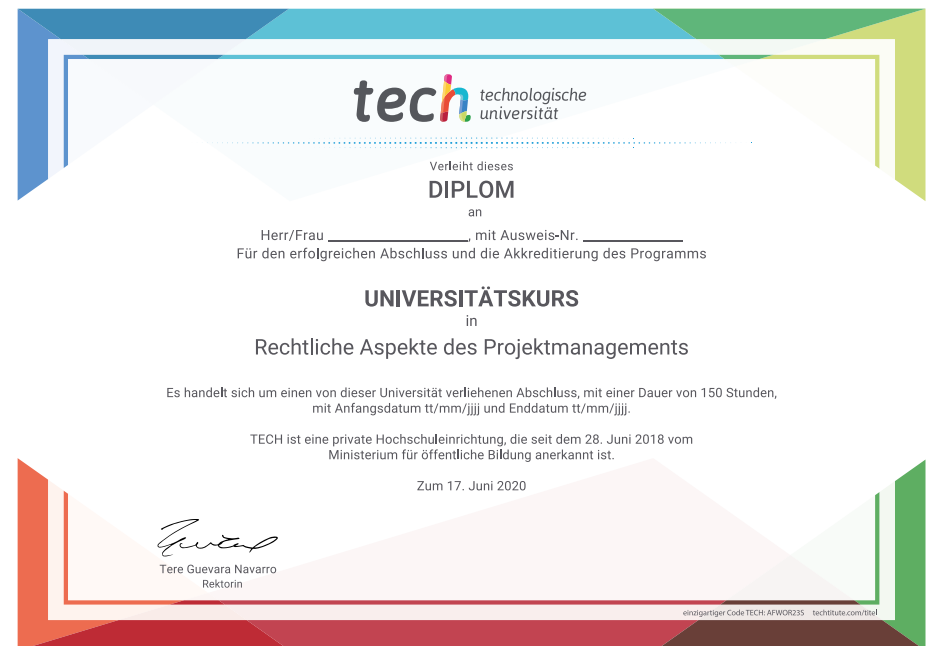 tech technologische
universität
Verleiht dieses
DIPLOM
an
Herr/Frau ________________, mit Ausweis-Nr. ____________
Für den erfolgreichen Abschluss und die Akkreditierung des Programms
UNIVERSITÄTSKURS
in
Rechtliche Aspekte des Projektmanagements
Es handelt sich um einen von dieser Universität verliehenen Abschluss, mit einer Dauer von 150 Stunden,
mit Anfangsdatum tt/mm/jjjj und Enddatum tt/mm/jjjj.
TECH ist eine private Hochschuleinrichtung, die seit dem 28. Juni 2018 vom
Ministerium für öffentliche Bildung anerkannt ist.
Zum 17. Juni 2020
Tere Guevara Navarro
Rektorin
einzigartiger Code TECH: AFWOR23S techtitute.com/titel